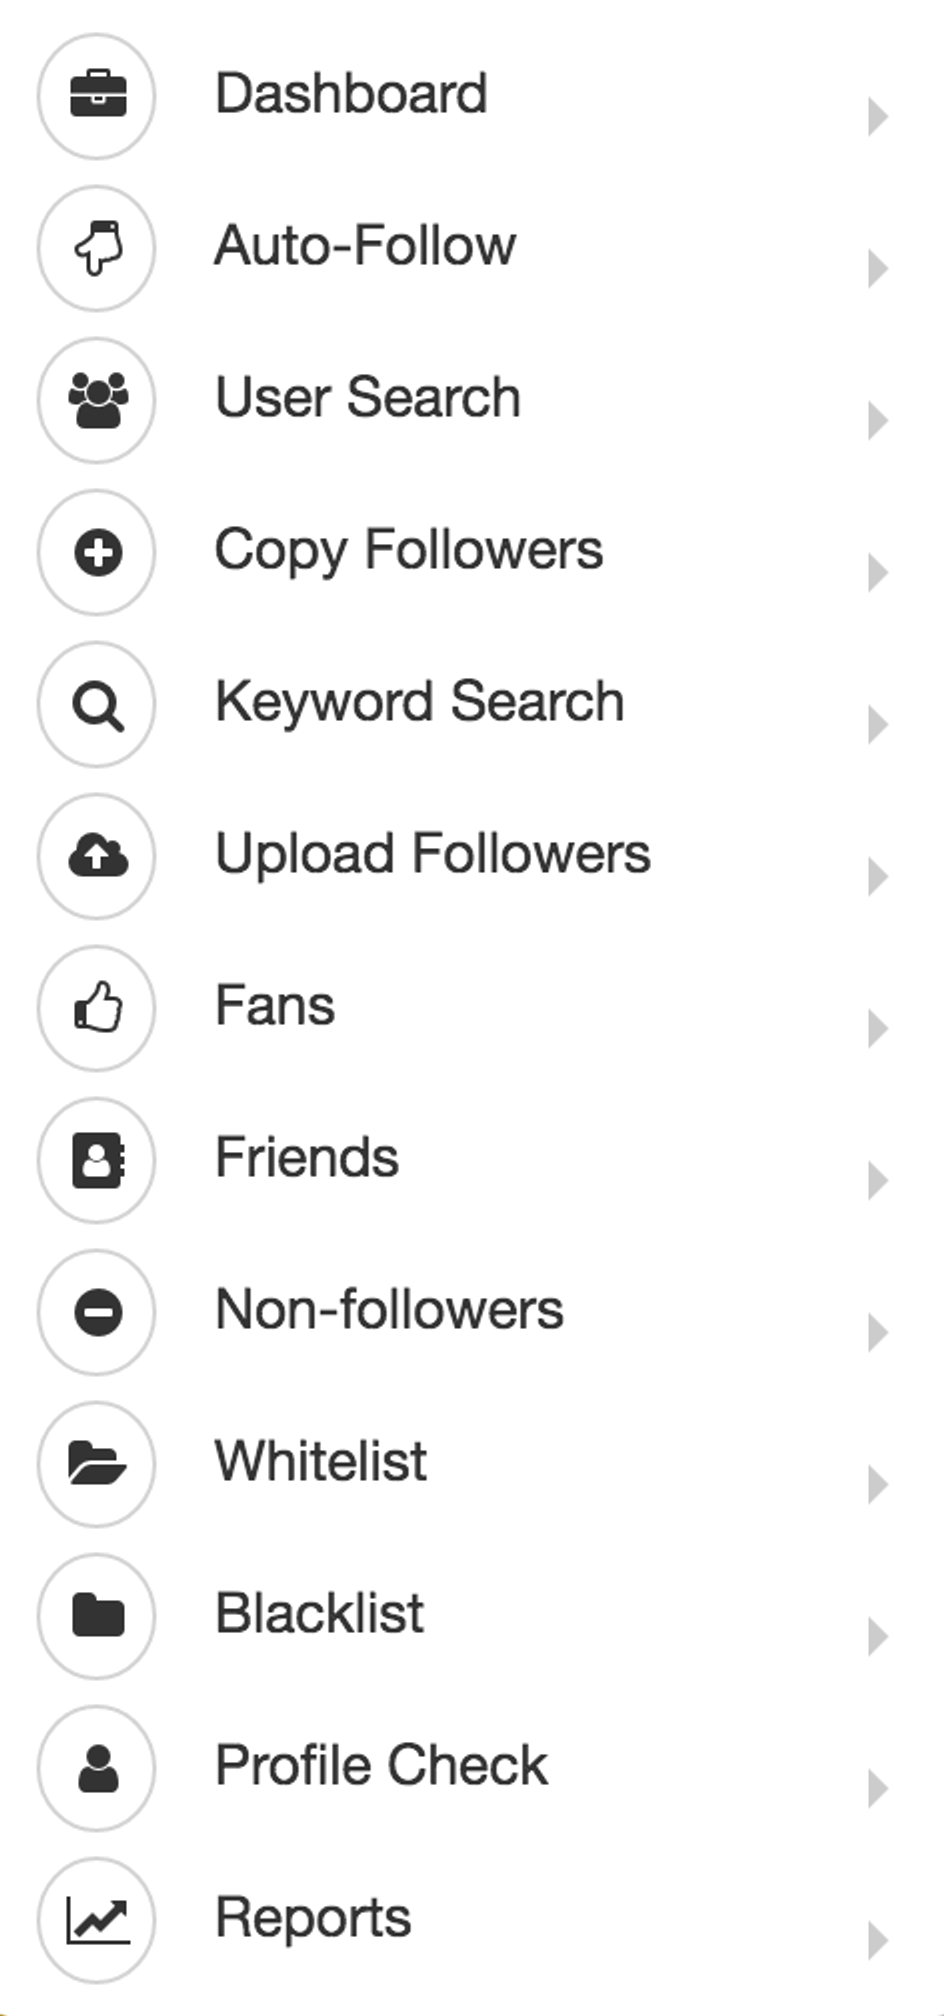 Dashboard
Auto-Follow
User Search
Copy Followers
Keyword Search
Upload Followers
Fans
Friends
Non-followers
Whitelist
Blacklist
Profile Check
Reports